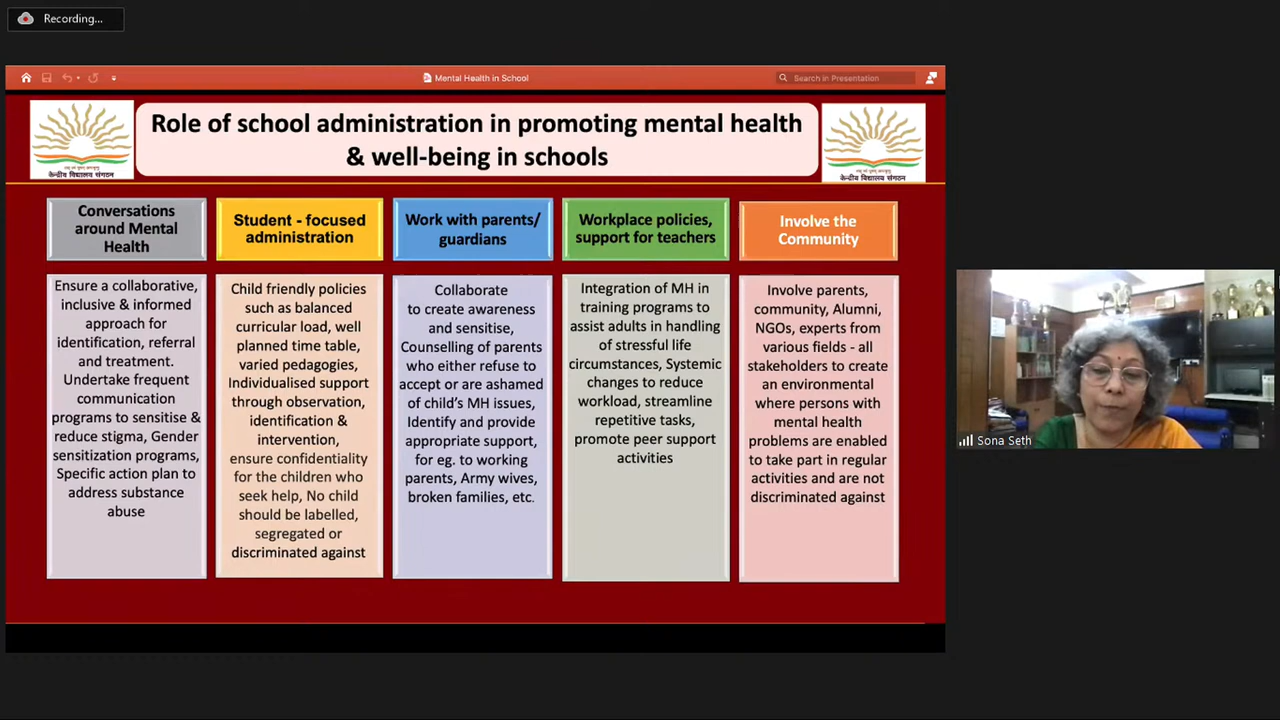 Recording...
Mental Health in School
Search in Presentation
Role of school administration in promoting mental health
& well-being in schools
केन्द्रीय विद्यालय संगठन
केन्द्रीय विद्यालय संगठन
Conversations
around Mental
Health
Ensure a collaborative,
inclusive & informed
approach for
identification, referral
and treatment.
Undertake frequent
communication
programs to sensitise &
reduce stigma, Gender
sensitization programs,
Specific action plan to
address substance
abuse
Student - focused
administration
Child friendly policies
such as balanced
curricular load, well
planned time table,
varied pedagogies,
Individualised support
through observation,
identification &
intervention,
ensure confidentiality
for the children who
seek help, No child
should be labelled,
segregated or
discriminated against
Work with parents/
guardians
Collaborate
to create awareness
and sensitise,
Counselling of parents
who either refuse to
accept or are ashamed
of child’s MH issues,
Identify and provide
appropriate support,
for eg. to working
parents, Army wives,
broken families, etc.
Workplace policies,
support for teachers
Integration of MH in
training programs to
assist adults in handling
of stressful life
circumstances, Systemic
changes to reduce
workload, streamline
repetitive tasks,
promote peer support
activities
Involve the
Community
Involve parents,
community, Alumni,
NGOs, experts from
various fields - all
stakeholders to create
an environmental
where persons with
mental health
problems are enabled
to take part in regular
activities and are not
discriminated against
Sona Seth